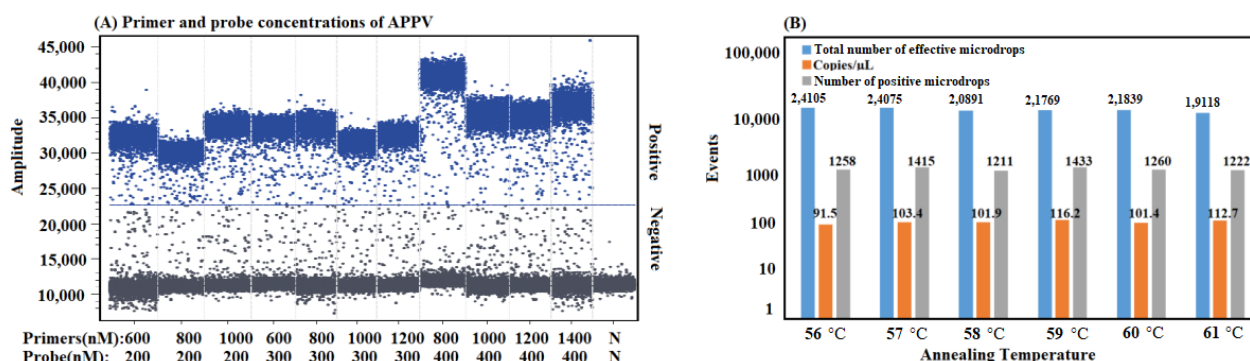 (A) Primer and probe concentrations of APPV
45,000
40,000
35,000
30,000
25,000
22,000
15,000
10,000
Amplitude
Positive
Negative
Primers(nM):600 800 1000 600 800 1000 1200 800 1000 1200 1400 N
Probe(nM): 200 200 200 300 300 300 300 400 400 400 400 N
(B)
Total number of effective microdrops
Copies/µL
Number of positive microdrops
100,000
10,000
1000
100
10
1
Events
2,4105 2,4075 2,0891 2,1769 2,1839 1,9118
1258 1415 1211 1433 1260 1222
91.5 103.4 101.9 116.2 101.4 112.7
56 °C 57 °C 58 °C 59 °C 60 °C 61 °C
Annealing Temperature